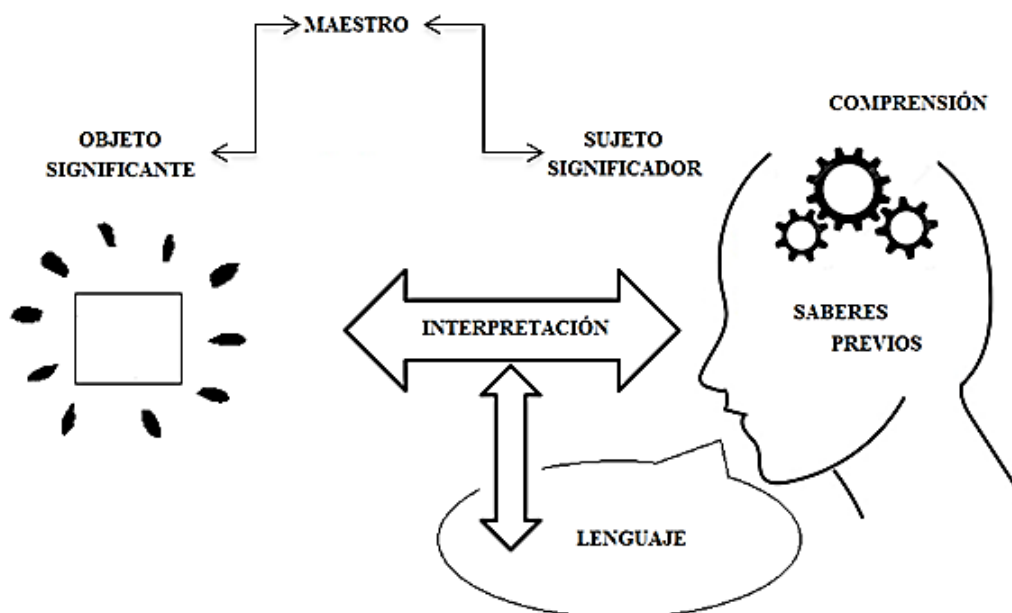 MAESTRO
COMPRENSIÓN
OBJETO
SIGNIFICANTE
SUJETO
SIGNIFICADOR
INTERPRETACIÓN
SABERES
PREVIOS
LENGUAJE